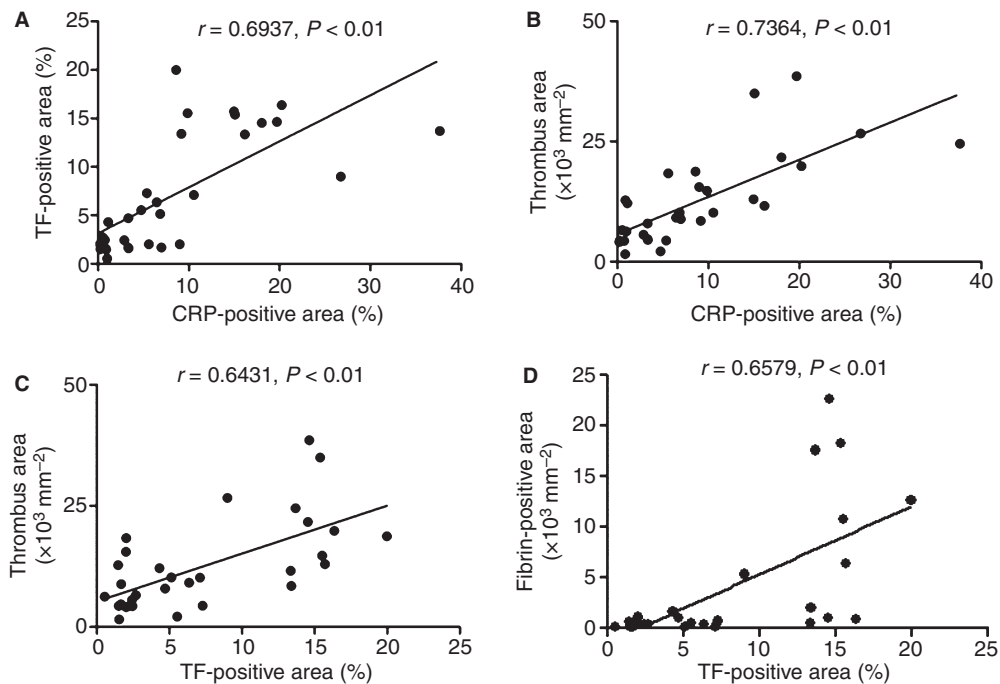 A
r = 0.6937, P < 0.01
TF-positive area (%)
25
20
15
10
5
0
0 10 20 30 40
CRP-positive area (%)
B
r = 0.7364, P < 0.01
Thrombus area
(×10³ mm⁻²)
50
25
0
0 10 20 30 40
CRP-positive area (%)
C
r = 0.6431, P < 0.01
Thrombus area
(×10³ mm⁻²)
50
25
0
0 5 10 15 20 25
TF-positive area (%)
D
r = 0.6579, P < 0.01
Fibrin-positive area
(×10³ mm⁻²)
25
20
15
10
5
0
0 5 10 15 20 25
TF-positive area (%)